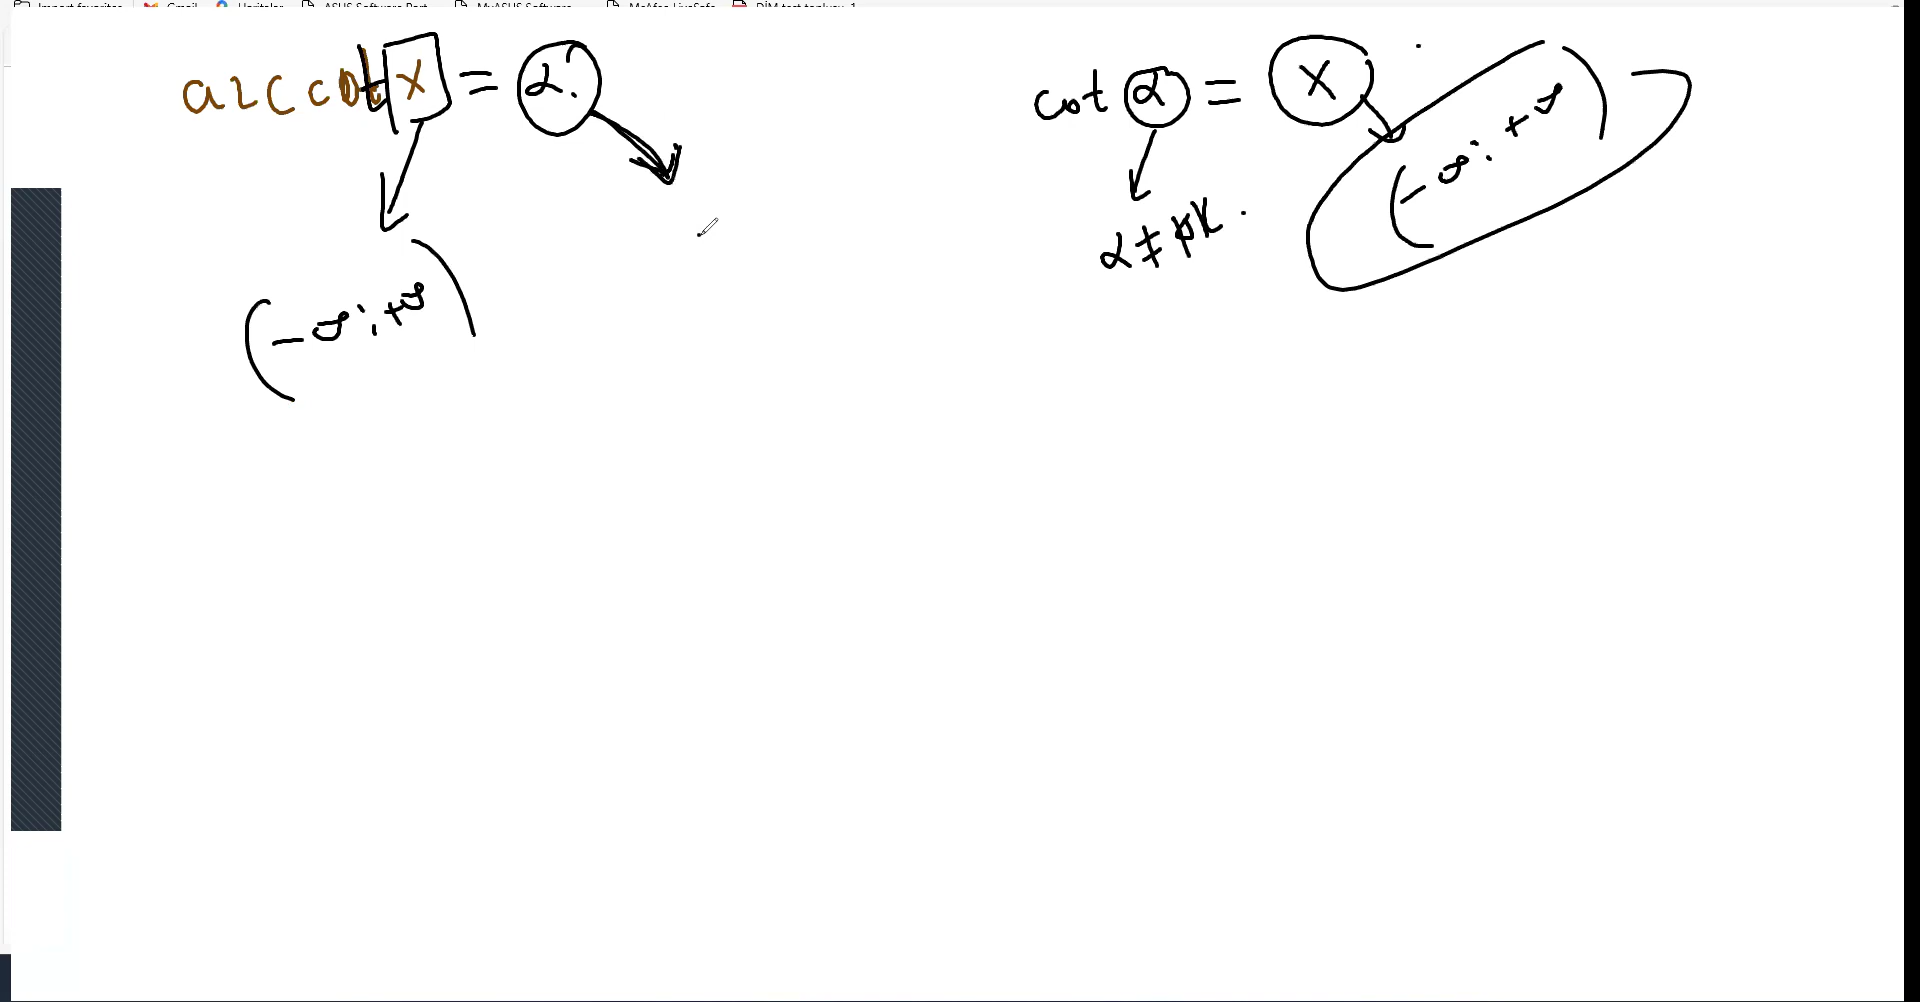 arccot x = α.
cot α = x
(-∞; +∞)
α ≠ πk.
(-∞; +∞)